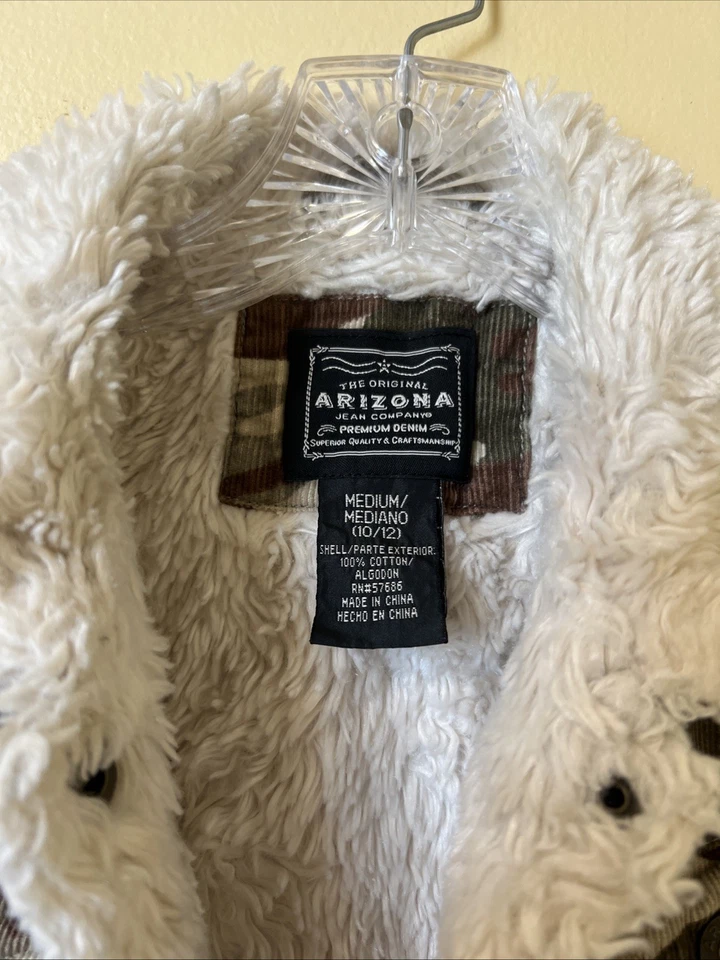 THE ORIGINAL
ARIZONA
JEAN COMPANY®
PREMIUM DENIM
SUPERIOR QUALITY & CRAFTSMANSHIP
MEDIUM/
MEDIANO
(10/12)
SHELL/PARTE EXTERIOR:
100% COTTON/
ALGODON
RN#57686
MADE IN CHINA
HECHO EN CHINA